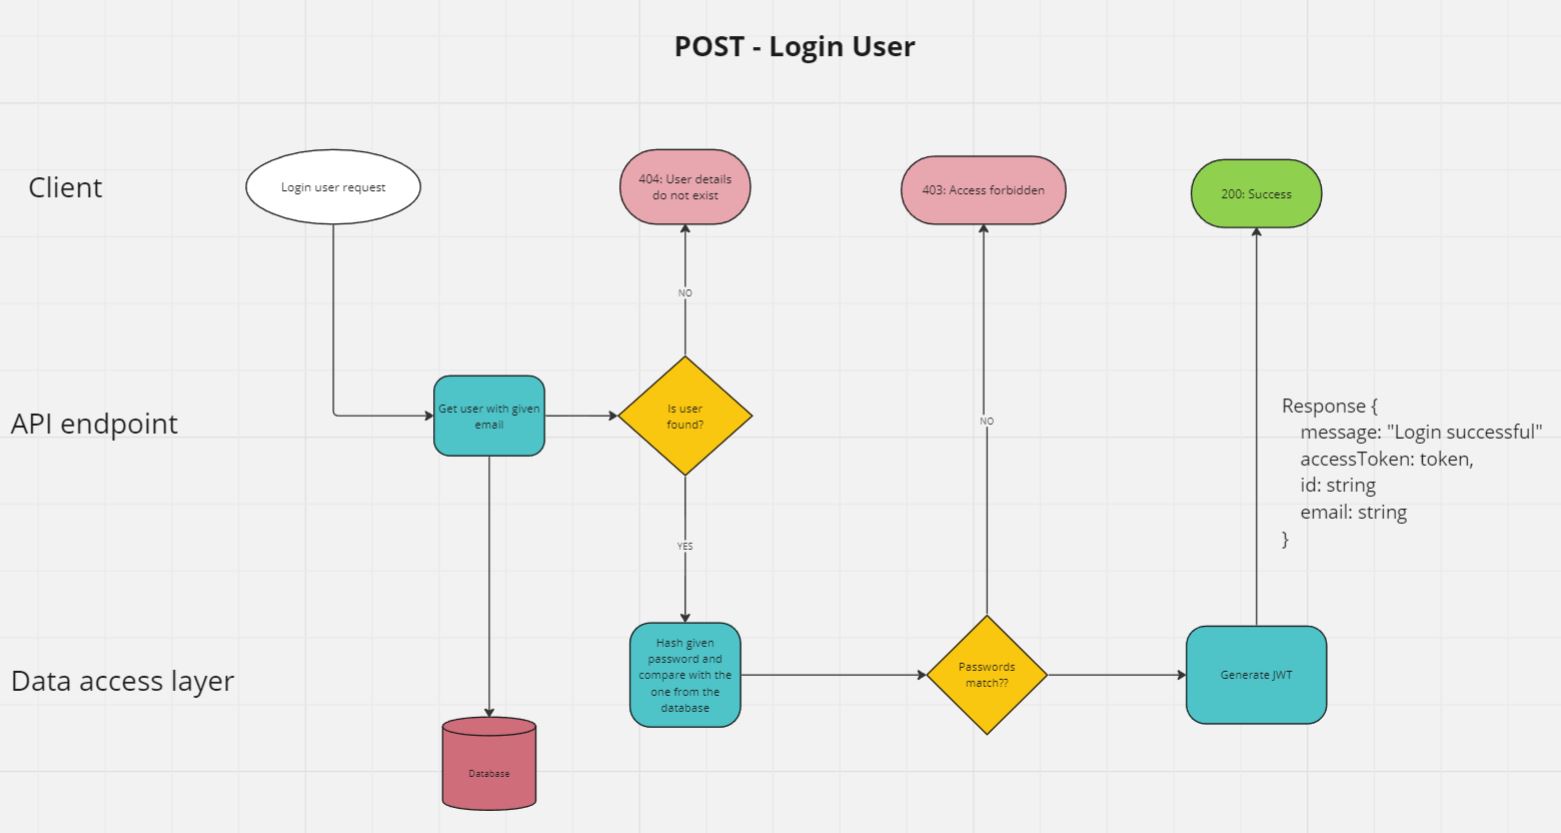 POST - Login User
Client
Login user request
404: User details
do not exist
403: Access forbidden
200: Success
NO
API endpoint
Get user with given
email
Is user
found?
NO
Response {
message: "Login successful"
accessToken: token,
id: string
email: string
}
YES
Data access layer
Hash given
password and
compare with the
one from the
database
Passwords
match??
Generate JWT
Database